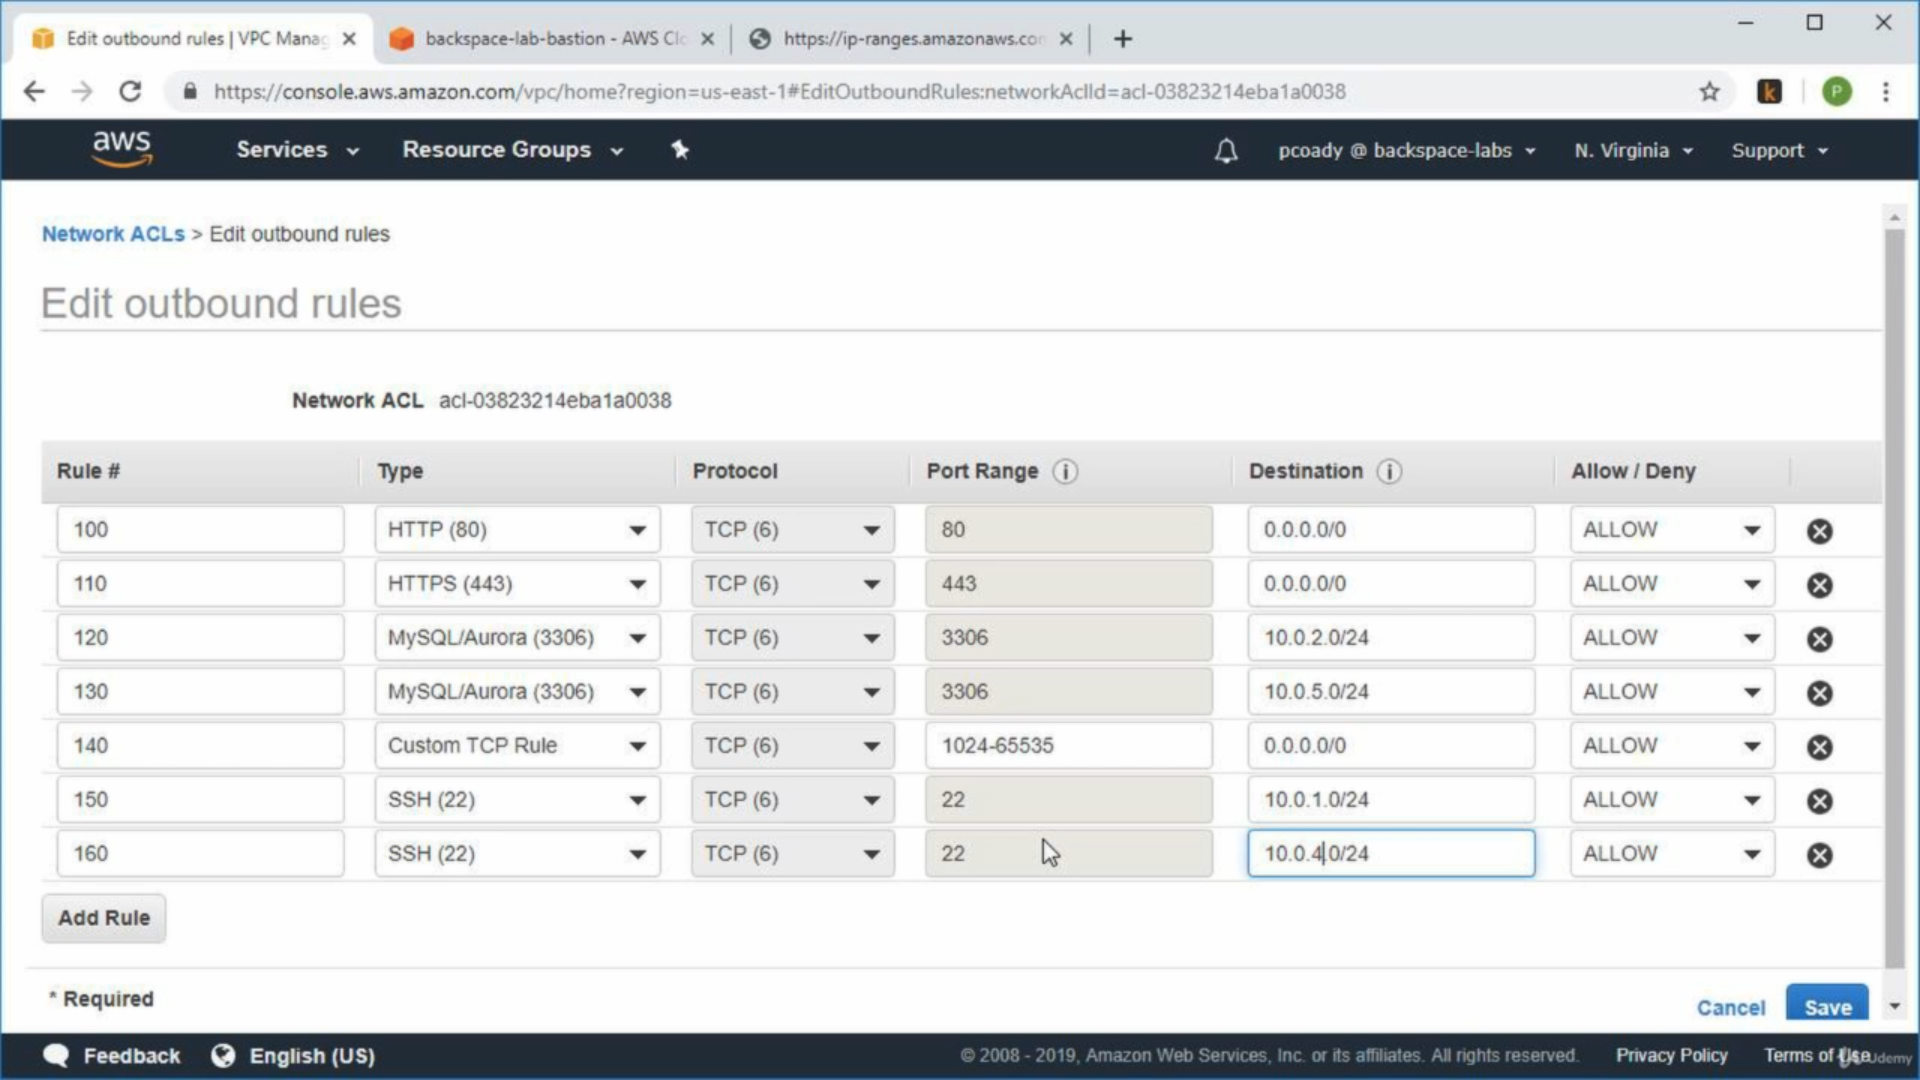 Edit outbound rules | VPC Manag
backspace-lab-bastion - AWS Clo
https://ip-ranges.amazonaws.com
https://console.aws.amazon.com/vpc/home?region=us-east-1#EditOutboundRules:networkAclId=acl-03823214eba1a0038
k
P
aws
Services
Resource Groups
pcoady @ backspace-labs
N. Virginia
Support
Network ACLs > Edit outbound rules
Edit outbound rules
Network ACL acl-03823214eba1a0038
Rule # Type Protocol Port Range i Destination i Allow / Deny
100 HTTP (80) TCP (6) 80 0.0.0.0/0 ALLOW
110 HTTPS (443) TCP (6) 443 0.0.0.0/0 ALLOW
120 MySQL/Aurora (3306) TCP (6) 3306 10.0.2.0/24 ALLOW
130 MySQL/Aurora (3306) TCP (6) 3306 10.0.5.0/24 ALLOW
140 Custom TCP Rule TCP (6) 1024-65535 0.0.0.0/0 ALLOW
150 SSH (22) TCP (6) 22 10.0.1.0/24 ALLOW
160 SSH (22) TCP (6) 22 10.0.4.0/24 ALLOW
Add Rule
* Required
Cancel
Save
Feedback
English (US)
© 2008 - 2019, Amazon Web Services, Inc. or its affiliates. All rights reserved.
Privacy Policy
Terms of Use
Udemy